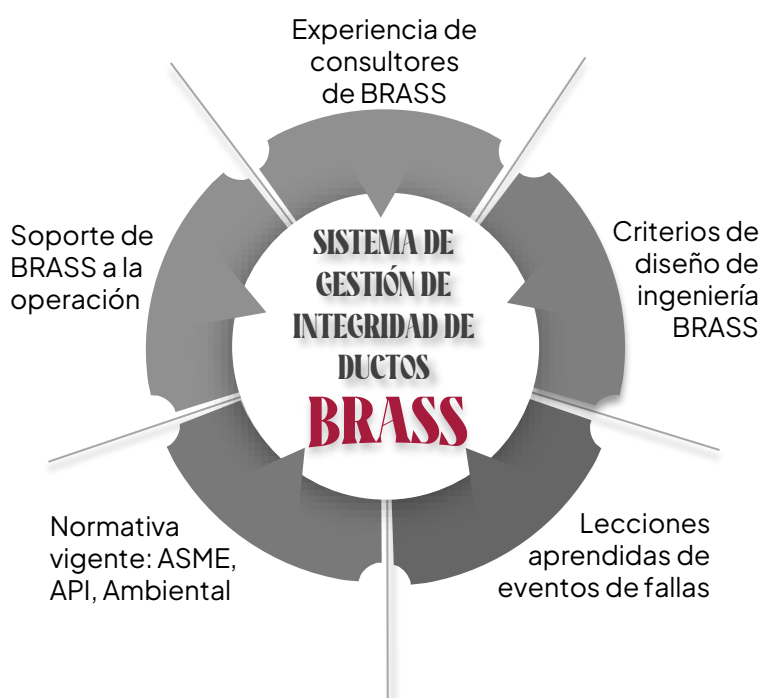 Experiencia de
consultores
de BRASS
Soporte de
BRASS a la
operación
Criterios de
diseño de
ingeniería
BRASS
SISTEMA DE
GESTIÓN DE
INTEGRIDAD DE
DUCTOS
BRASS
Normativa
vigente: ASME,
API, Ambiental
Lecciones
aprendidas de
eventos de fallas